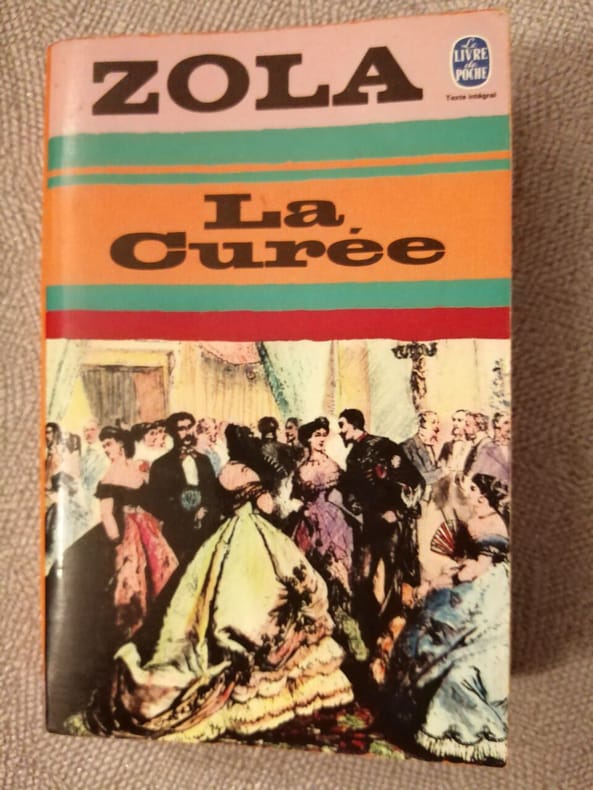 ZOLA
Le
LIVRE
de
POCHE
Texte intégral
La
Curée